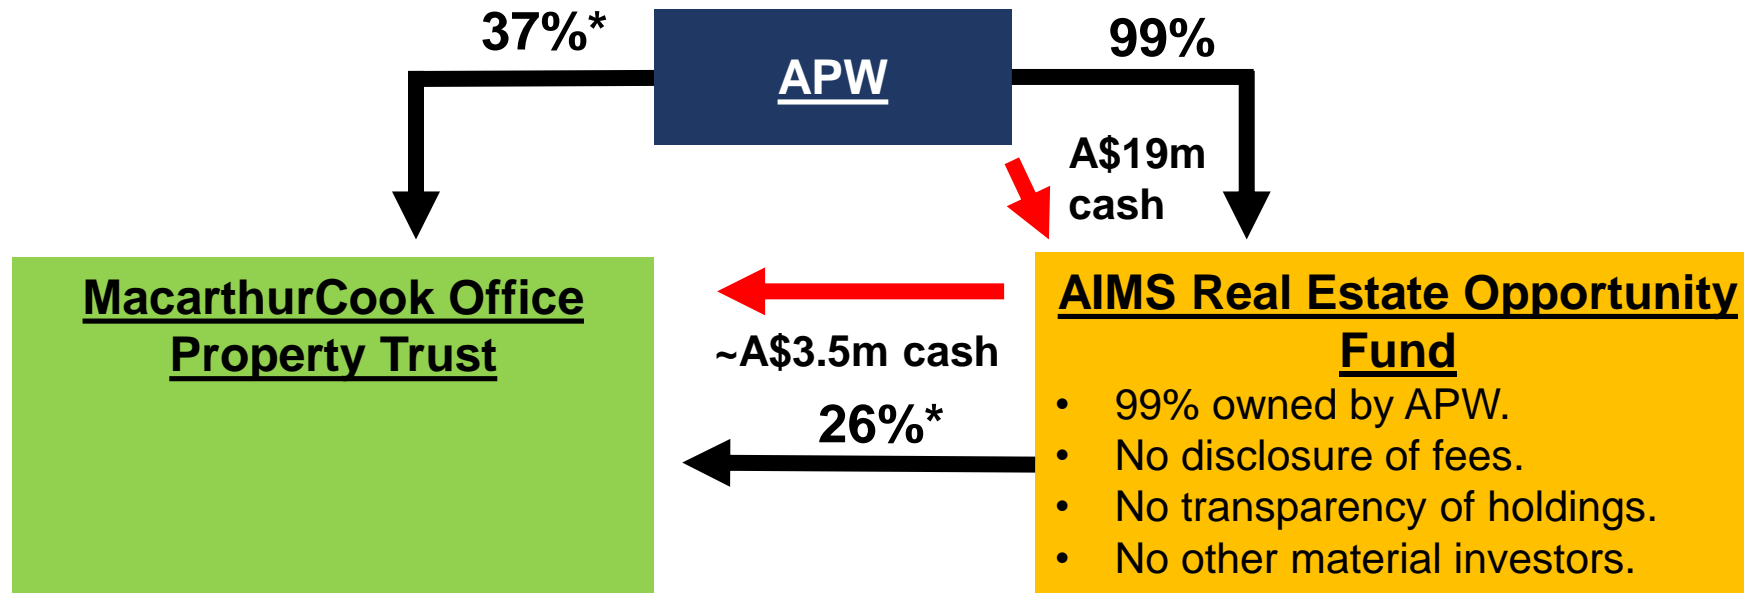 37%*
APW
99%
A$19m
cash
MacarthurCook Office
Property Trust
~A$3.5m cash
26%*
AIMS Real Estate Opportunity
Fund
• 99% owned by APW.
• No disclosure of fees.
• No transparency of holdings.
• No other material investors.